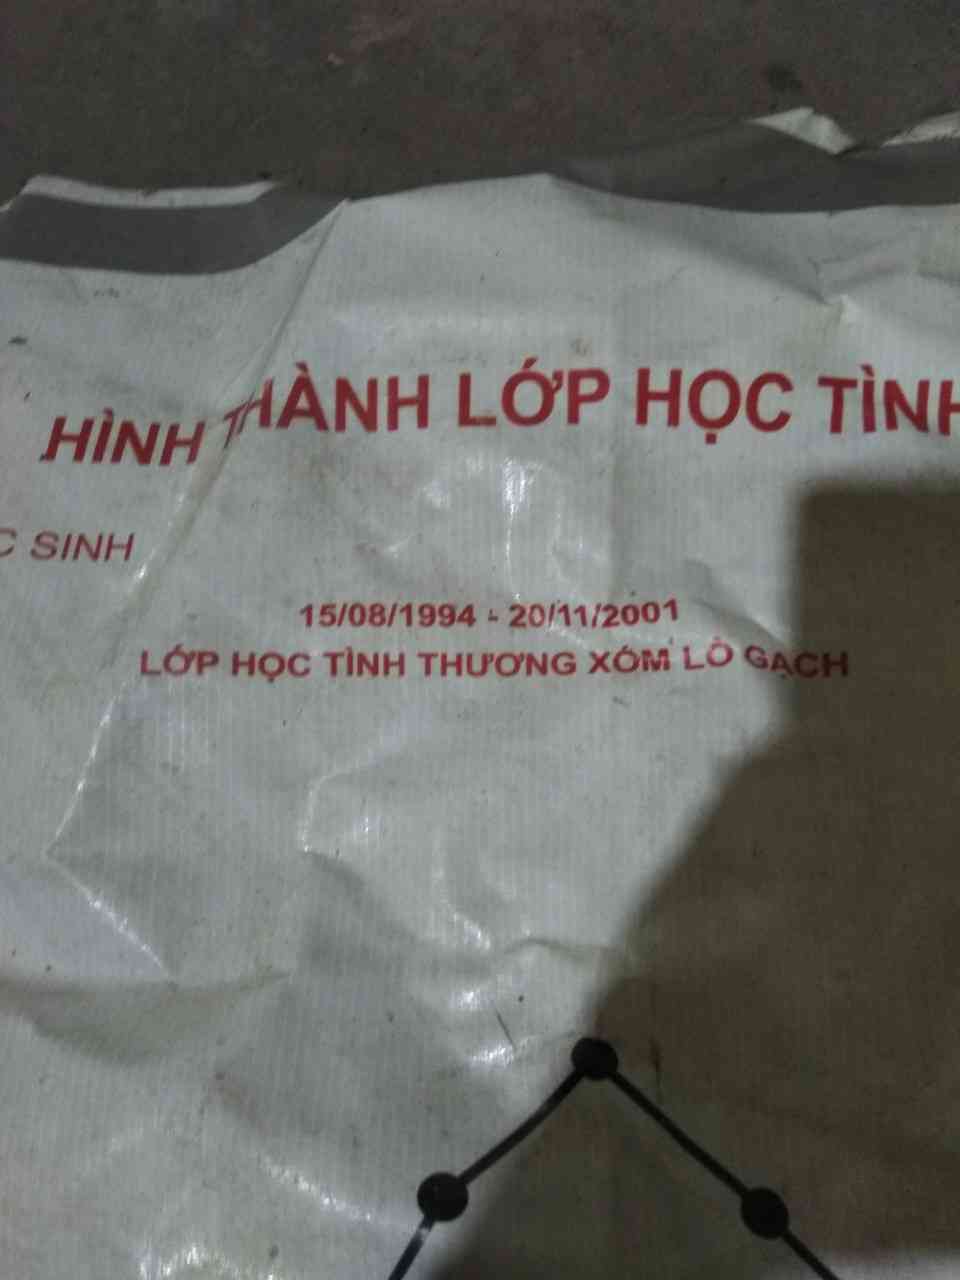 HÌNH THÀNH LỚP HỌC TÌNH
C SINH
15/08/1994 - 20/11/2001
LỚP HỌC TÌNH THƯƠNG XÓM LÒ GẠCH